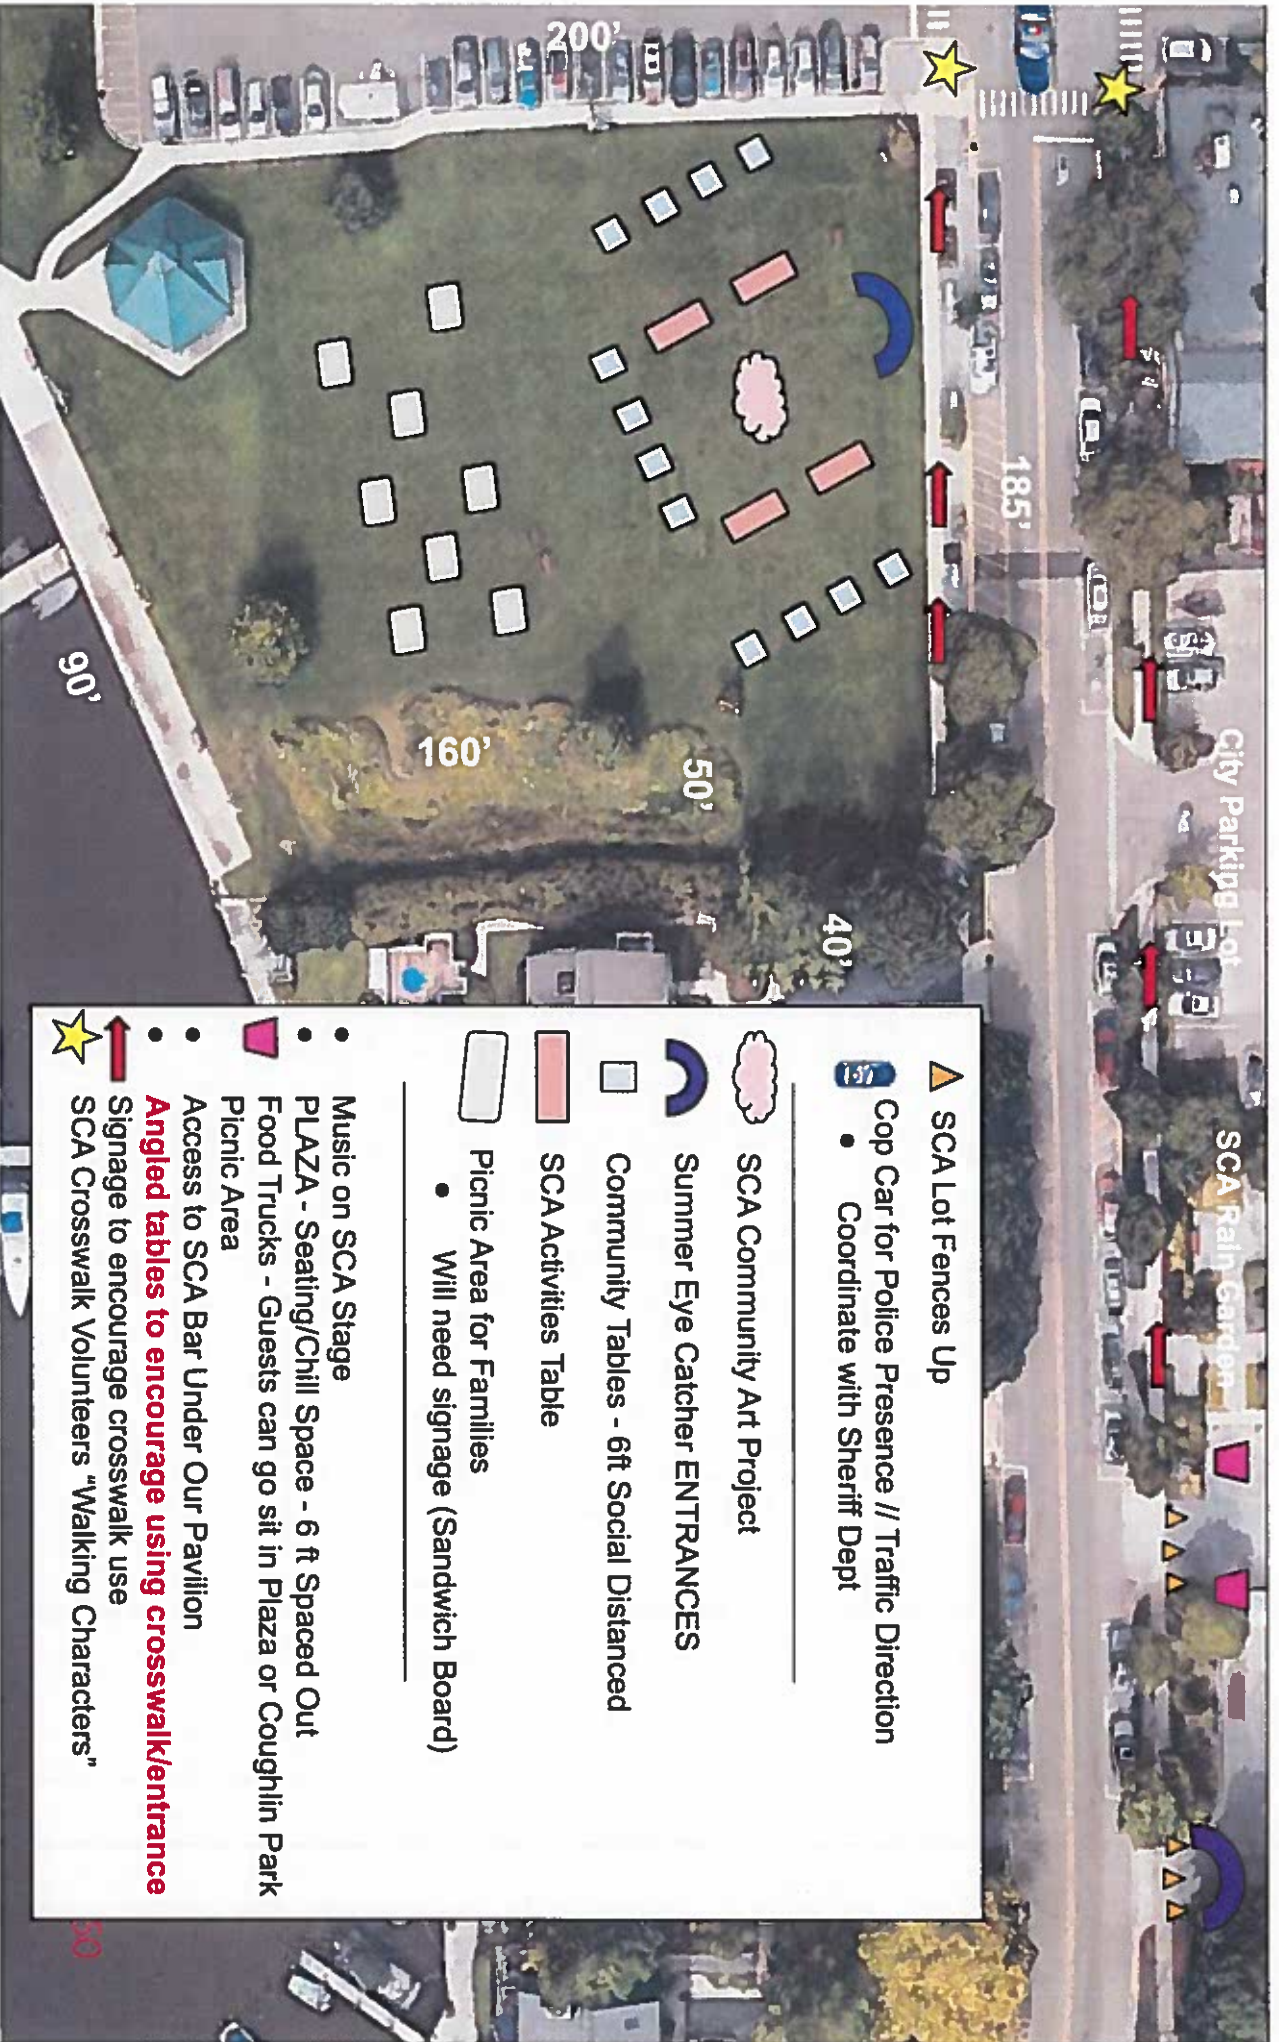 City Parking Lot
SCA Rain Garden
185'
200'
40'
50'
160'
90'
SCA Lot Fences Up
Cop Car for Police Presence // Traffic Direction
• Coordinate with Sheriff Dept
SCA Community Art Project
Summer Eye Catcher ENTRANCES
Community Tables - 6ft Social Distanced
SCA Activities Table
Picnic Area for Families
• Will need signage (Sandwich Board)
• Music on SCA Stage
• PLAZA - Seating/Chill Space - 6 ft Spaced Out
Food Trucks - Guests can go sit in Plaza or Coughlin Park
Picnic Area
• Access to SCA Bar Under Our Pavilion
• Angled tables to encourage using crosswalk/entrance
Signage to encourage crosswalk use
SCA Crosswalk Volunteers "Walking Characters"